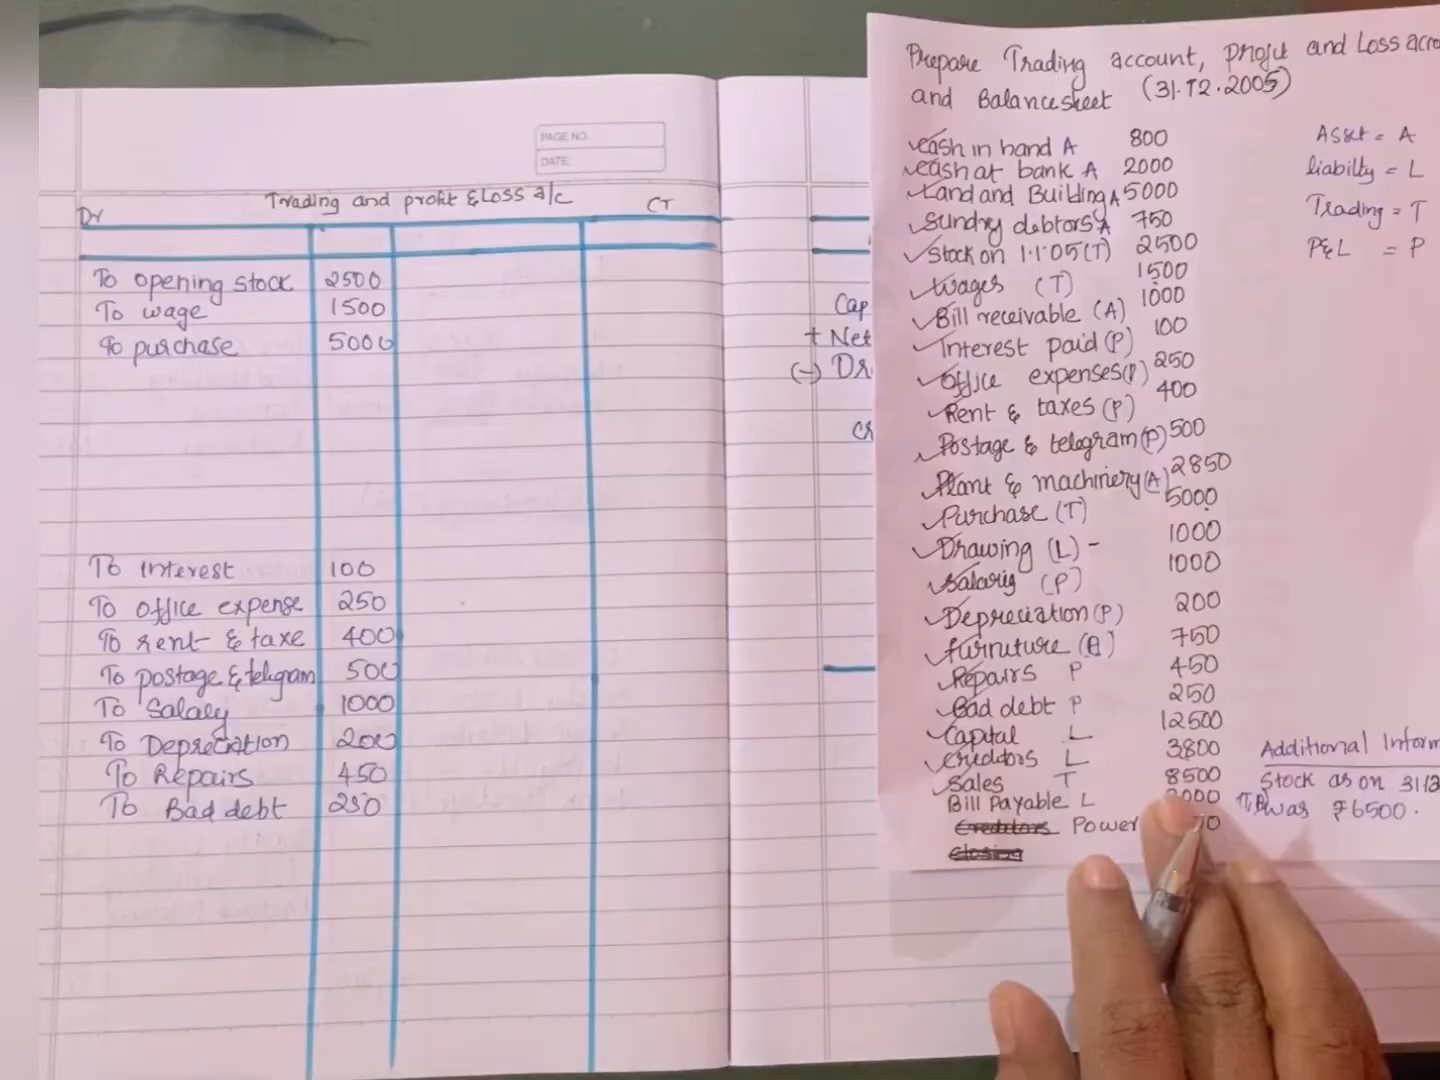 PAGE NO.
DATE:
Trading and profit & Loss a/c
Dr
Cr
To opening stock 2500
To wage 1500
To purchase 5000
To interest 100
To office expense 250
To rent & taxe 400
To postage & telegram 500
To Salary 1000
To Depreciation 200
To Repairs 450
To Bad debt 250
Cap
+ Net
(-) Dr
Cr
Prepare Trading account, profit and Loss
and Balancesheet (31.12.2005)
Cash in hand A 800
Cash at bank A 2000
Land and Building A 5000
Sundry debtors A 750
Stock on 1.1.05 (T) 2500
Wages (T) 1500
Bill receivable (A) 1000
Interest paid (P) 100
Office expenses (P) 250
Rent & taxes (P) 400
Postage & telegram (P) 500
Plant & machinery (A) 2850
Purchase (T) 5000
Drawing (L) - 1000
Salarig (P) 1000
Depreciation (P) 200
furnuture (A) 750
Repairs P 450
Bad debt P 250
Capital L 12500
Creditors L 3800
Sales T 8500
Bill Payable L
Creditors Power
Closing
Asset = A
liabilty = L
Trading = T
P&L = P
Additional Inform
Stock as on
was ₹6500.